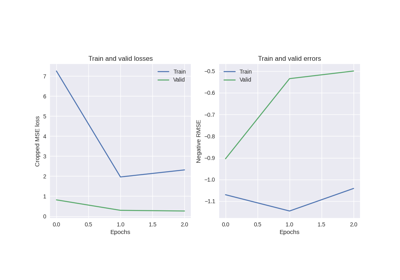 Train and valid losses
Train
Valid
7
6
5
4
3
2
1
0
Cropped MSE loss
0.0 0.5 1.0 1.5 2.0
Epochs
Train and valid errors
Train
Valid
−0.5
−0.6
−0.7
−0.8
−0.9
−1.0
−1.1
Negative RMSE
0.0 0.5 1.0 1.5 2.0
Epochs